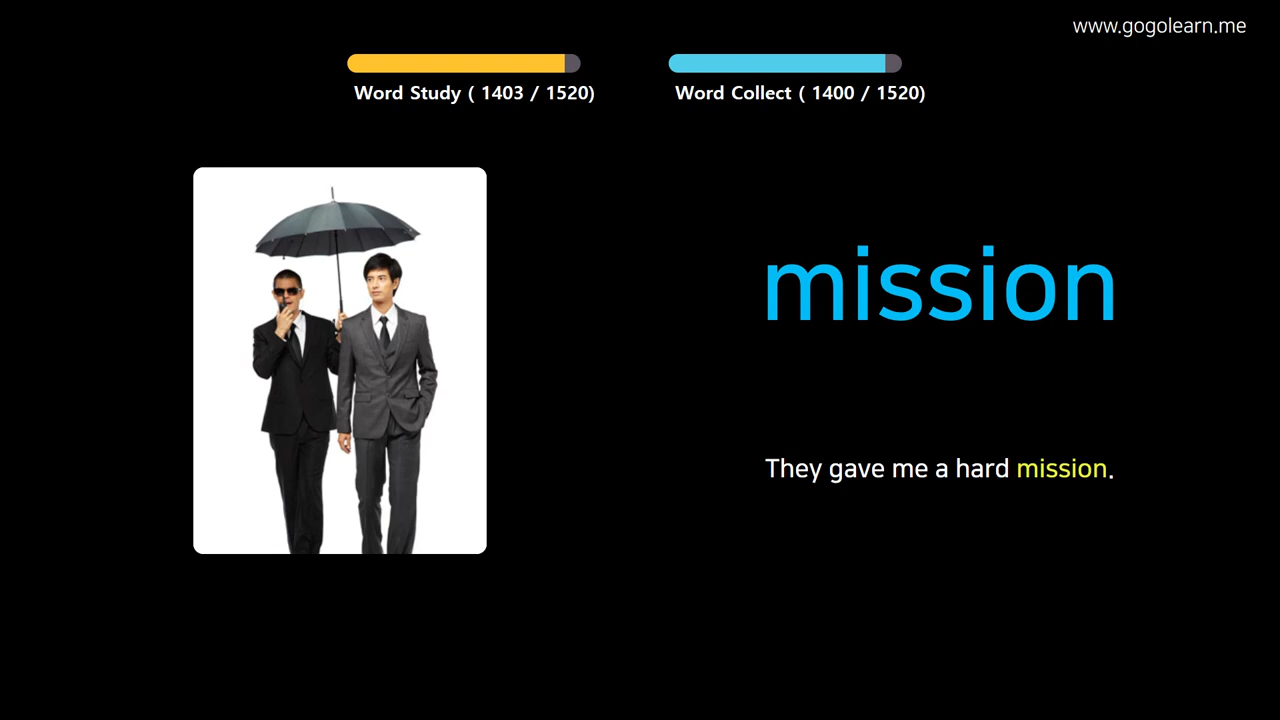 www.gogolearn.me
Word Study ( 1403 / 1520)
Word Collect ( 1400 / 1520)
mission
They gave me a hard mission.